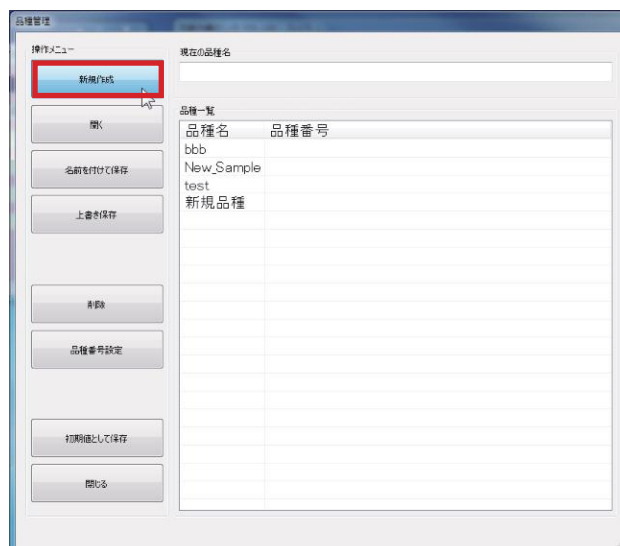 品種管理
操作メニュー
新規作成
開く
名前を付けて保存
上書き保存
削除
品種番号設定
初期値として保存
閉じる
現在の品種名
品種一覧
品種名 品種番号
bbb
New_Sample
test
新規品種